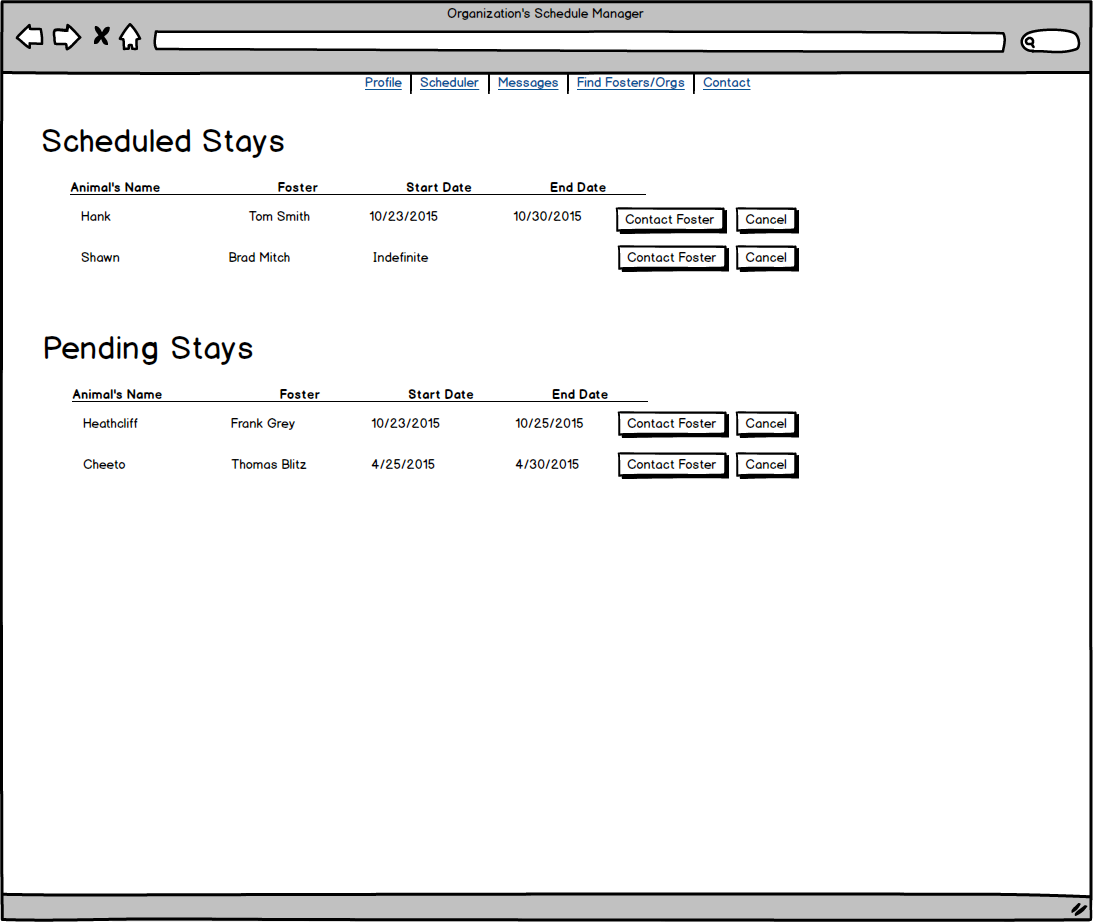 Organization's Schedule Manager
Profile Scheduler Messages Find Fosters/Orgs Contact
Scheduled Stays
Animal's Name Foster Start Date End Date
Hank Tom Smith 10/23/2015 10/30/2015 Contact Foster Cancel
Shawn Brad Mitch Indefinite Contact Foster Cancel
Pending Stays
Animal's Name Foster Start Date End Date
Heathcliff Frank Grey 10/23/2015 10/25/2015 Contact Foster Cancel
Cheeto Thomas Blitz 4/25/2015 4/30/2015 Contact Foster Cancel